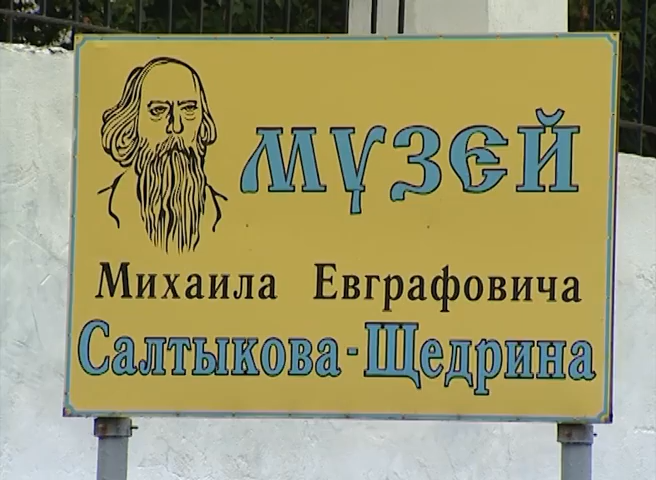 Музей
Михаила Евграфовича
Салтыкова-Щедрина